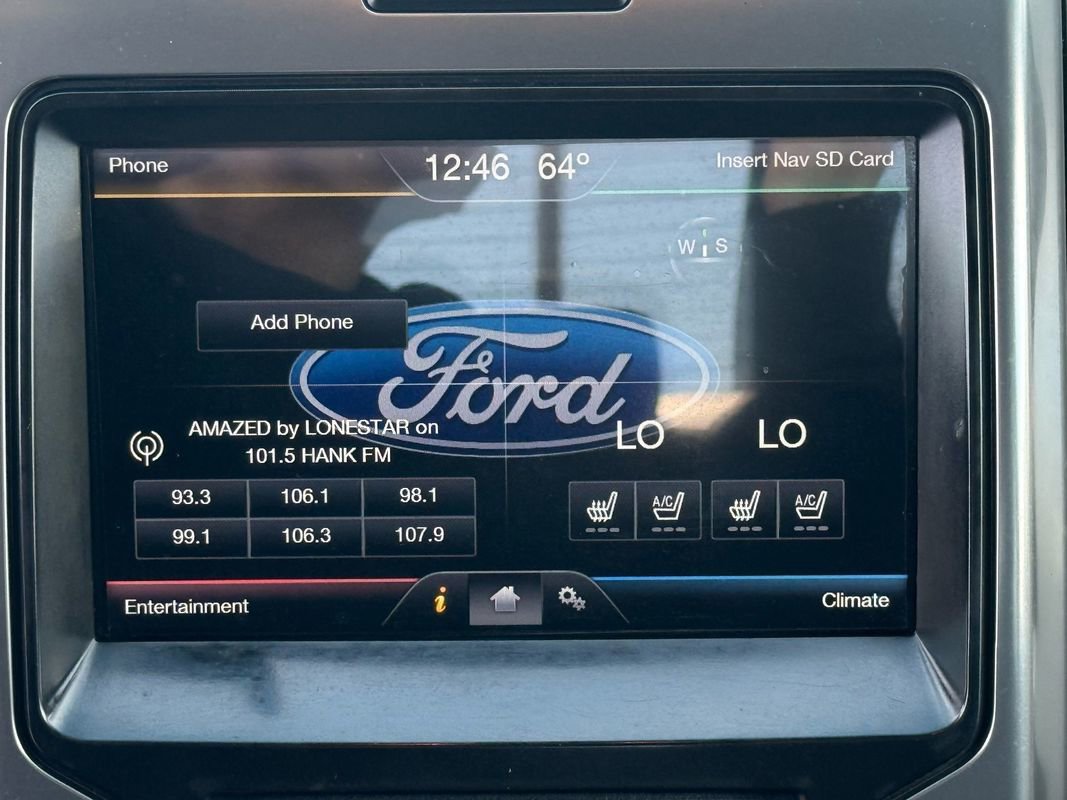 Phone
12:46 64°
Insert Nav SD Card
W S
Add Phone
Ford
AMAZED by LONESTAR on
101.5 HANK FM
LO LO
93.3 106.1 98.1
A/C A/C
99.1 106.3 107.9
Entertainment
i
Climate